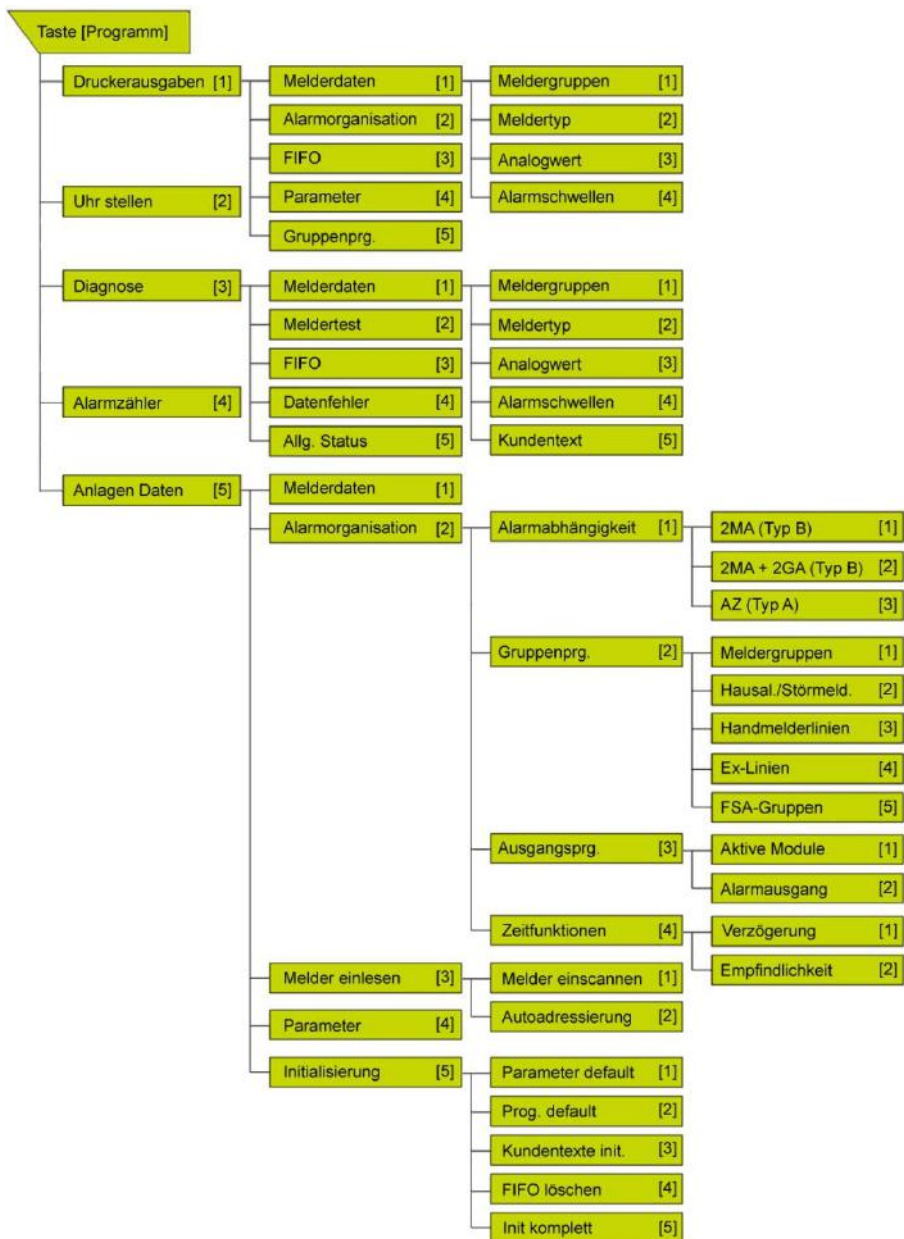 Taste [Programm]
Druckerausgaben [1] Melderdaten [1] Meldergruppen [1]
Alarmorganisation [2] Meldertyp [2]
FIFO [3] Analogwert [3]
Uhr stellen [2] Parameter [4] Alarmschwellen [4]
Gruppenprg. [5]
Diagnose [3] Melderdaten [1] Meldergruppen [1]
Meldertest [2] Meldertyp [2]
FIFO [3] Analogwert [3]
Alarmzähler [4] Datenfehler [4] Alarmschwellen [4]
Allg. Status [5] Kundentext [5]
Anlagen Daten [5] Melderdaten [1]
Alarmorganisation [2] Alarmabhängigkeit [1] 2MA (Typ B) [1]
2MA + 2GA (Typ B) [2]
AZ (Typ A) [3]
Gruppenprg. [2] Meldergruppen [1]
Hausal./Störmeld. [2]
Handmelderlinien [3]
Ex-Linien [4]
FSA-Gruppen [5]
Ausgangsprg. [3] Aktive Module [1]
Alarmausgang [2]
Zeitfunktionen [4] Verzögerung [1]
Empfindlichkeit [2]
Melder einlesen [3] Melder einscannen [1]
Autoadressierung [2]
Parameter [4]
Initialisierung [5] Parameter default [1]
Prog. default [2]
Kundentexte init. [3]
FIFO löschen [4]
Init komplett [5]